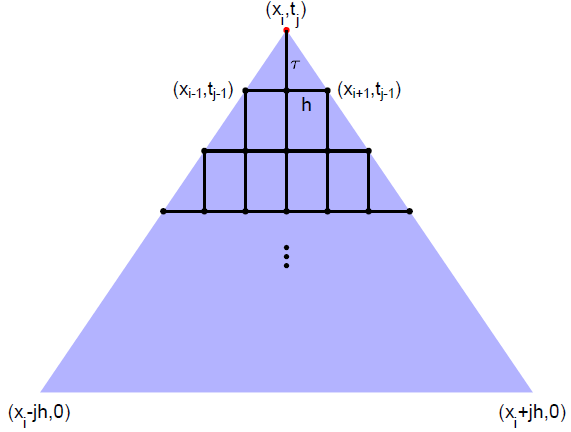 (x_i,t_j)
τ
(x_{i-1},t_{j-1})
(x_{i+1},t_{j-1})
h
(x_i-jh,0)
(x_i+jh,0)